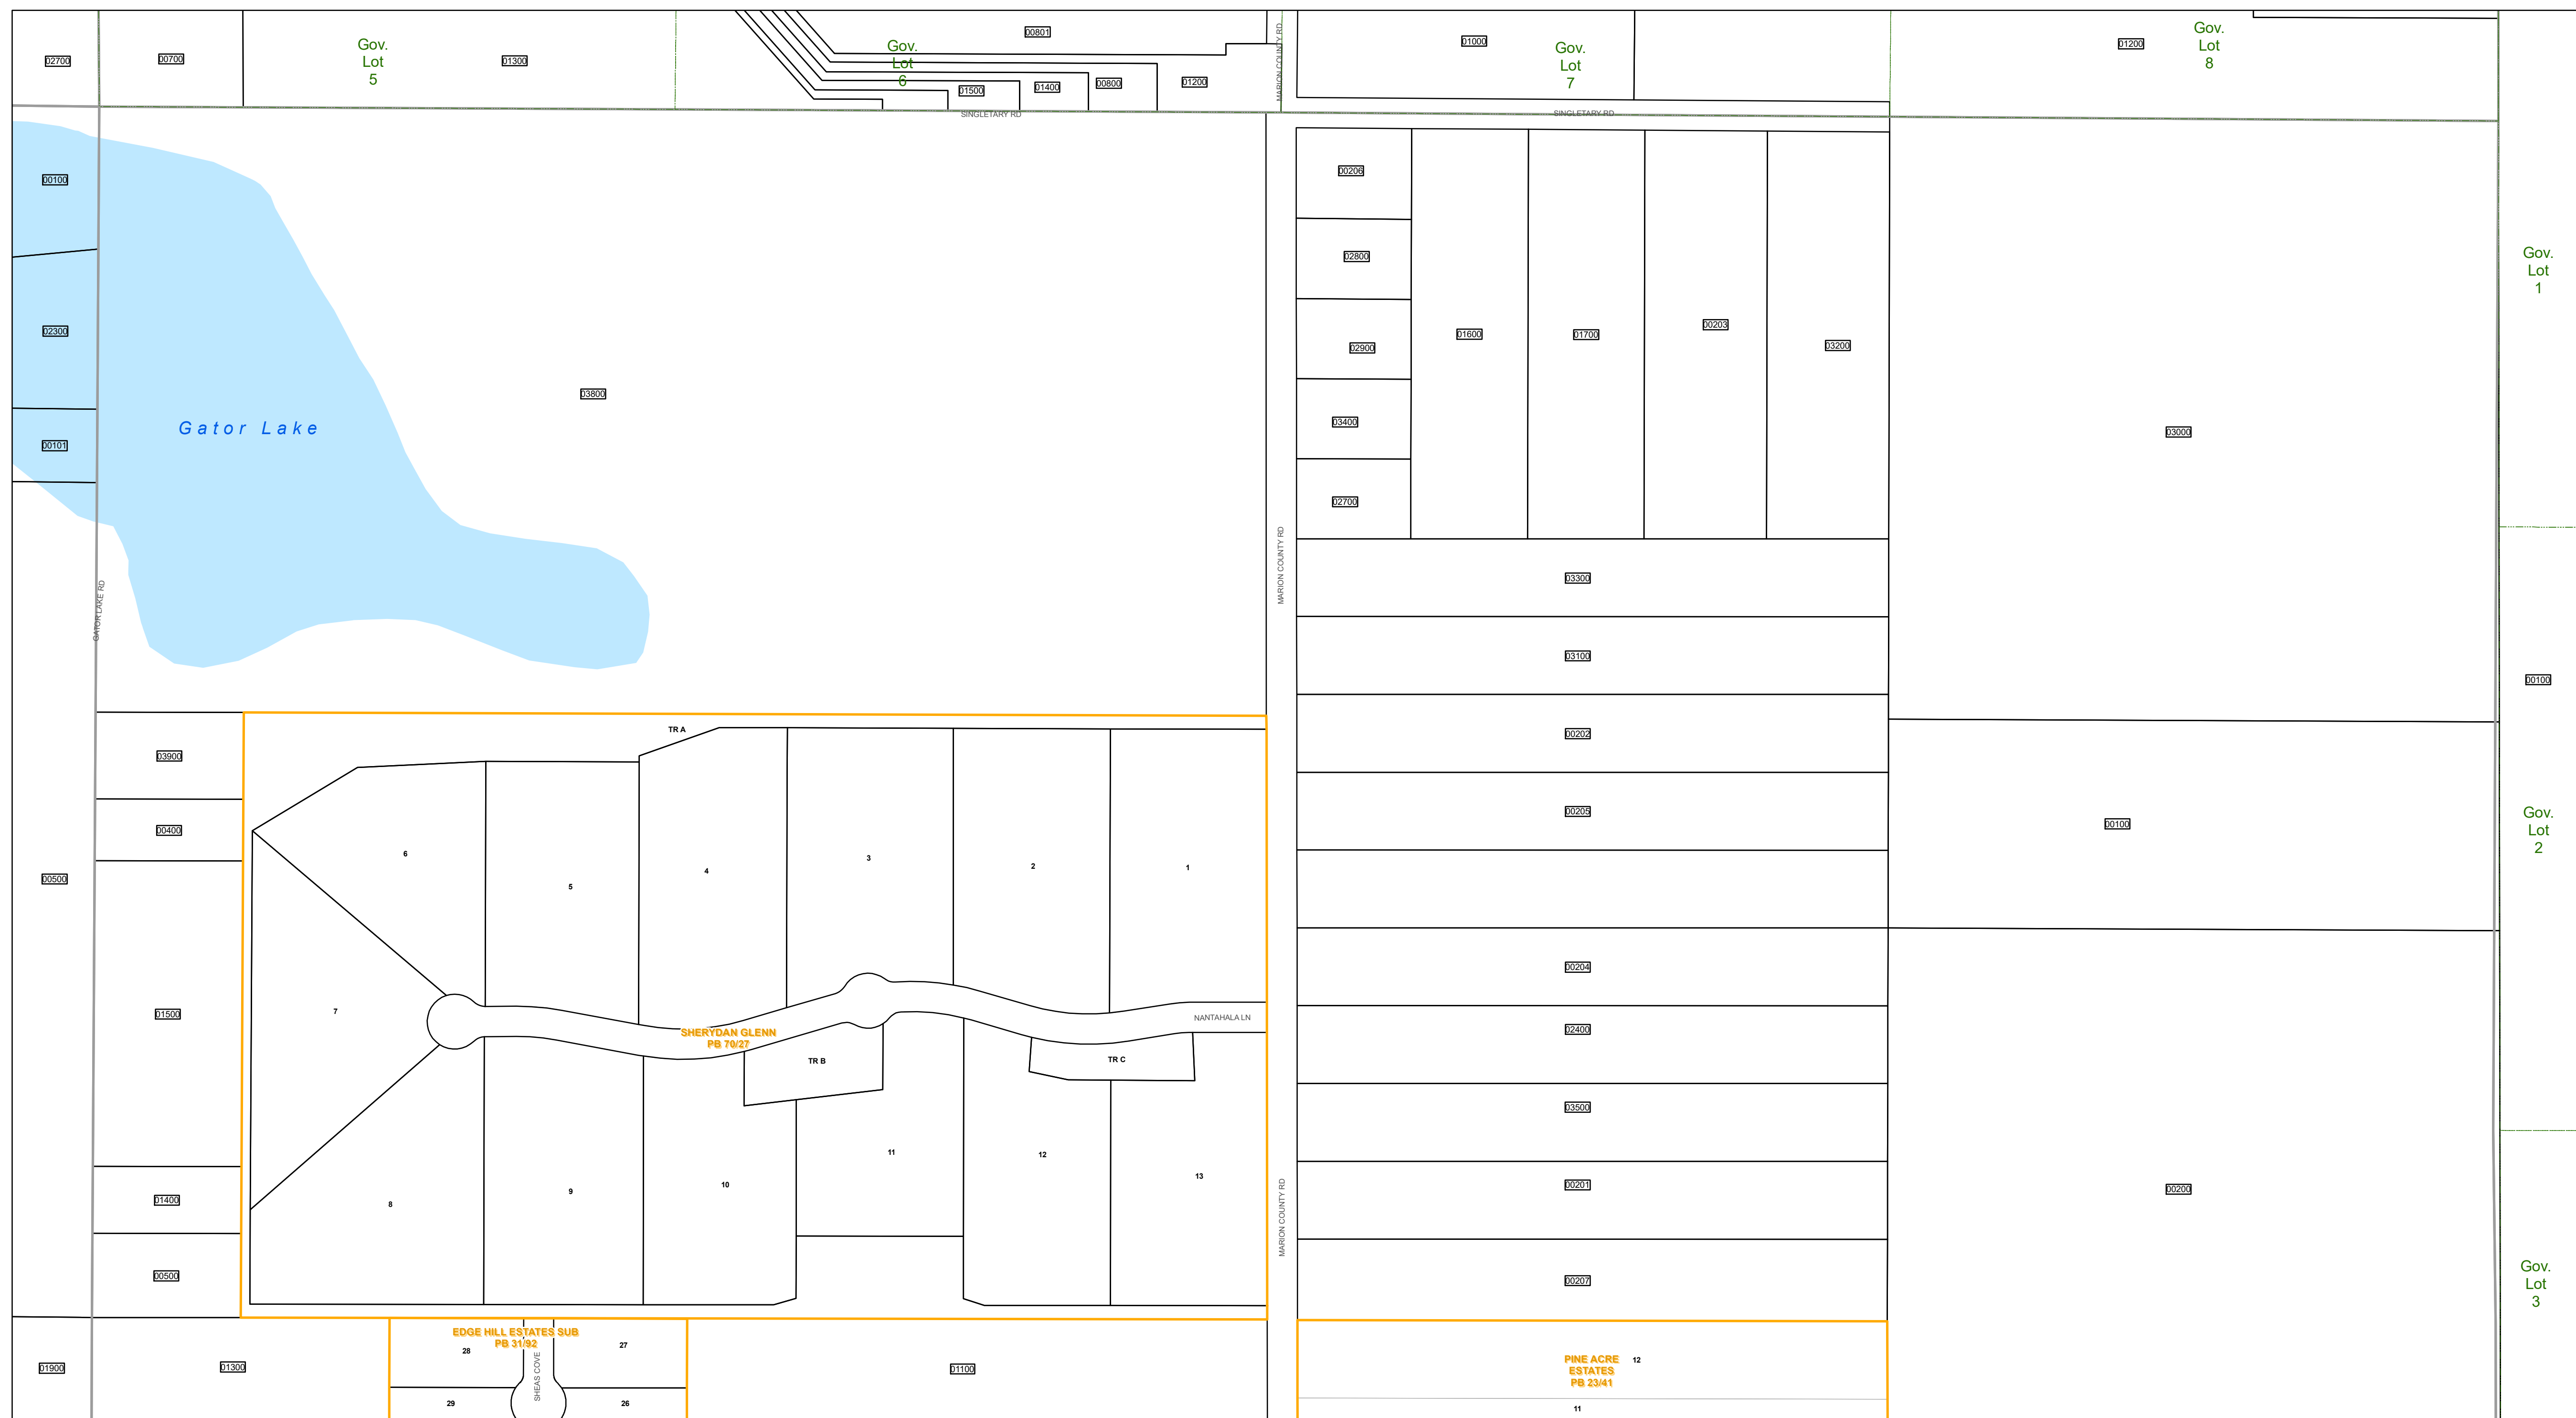 02700
00700
Gov.
Lot
5
01300
Gov.
Lot
6
00801
01500
01400
00800
01200
MARION COUNTY RD
01000
Gov.
Lot
7
01200
Gov.
Lot
8
SINGLETARY RD
SINGLETARY RD
00100
02300
00101
Gator Lake
03800
GATOR LAKE RD
MARION COUNTY RD
00206
02800
02900
03400
02700
01600
01700
00203
03200
03000
Gov.
Lot
1
03300
03100
00202
00205
00204
02400
03500
00201
00207
00100
00100
Gov.
Lot
2
00200
Gov.
Lot
3
03900
00400
00500
01500
01400
00500
TR A
6
5
4
3
2
1
7
SHERYDAN GLENN
PB 70/27
NANTAHALA LN
TR B
TR C
8
9
10
11
12
13
MARION COUNTY RD
01900
01300
EDGE HILL ESTATES SUB
PB 31/92
28
27
SHEAS COVE
29
26
01100
PINE ACRE
ESTATES
PB 23/41
12
11